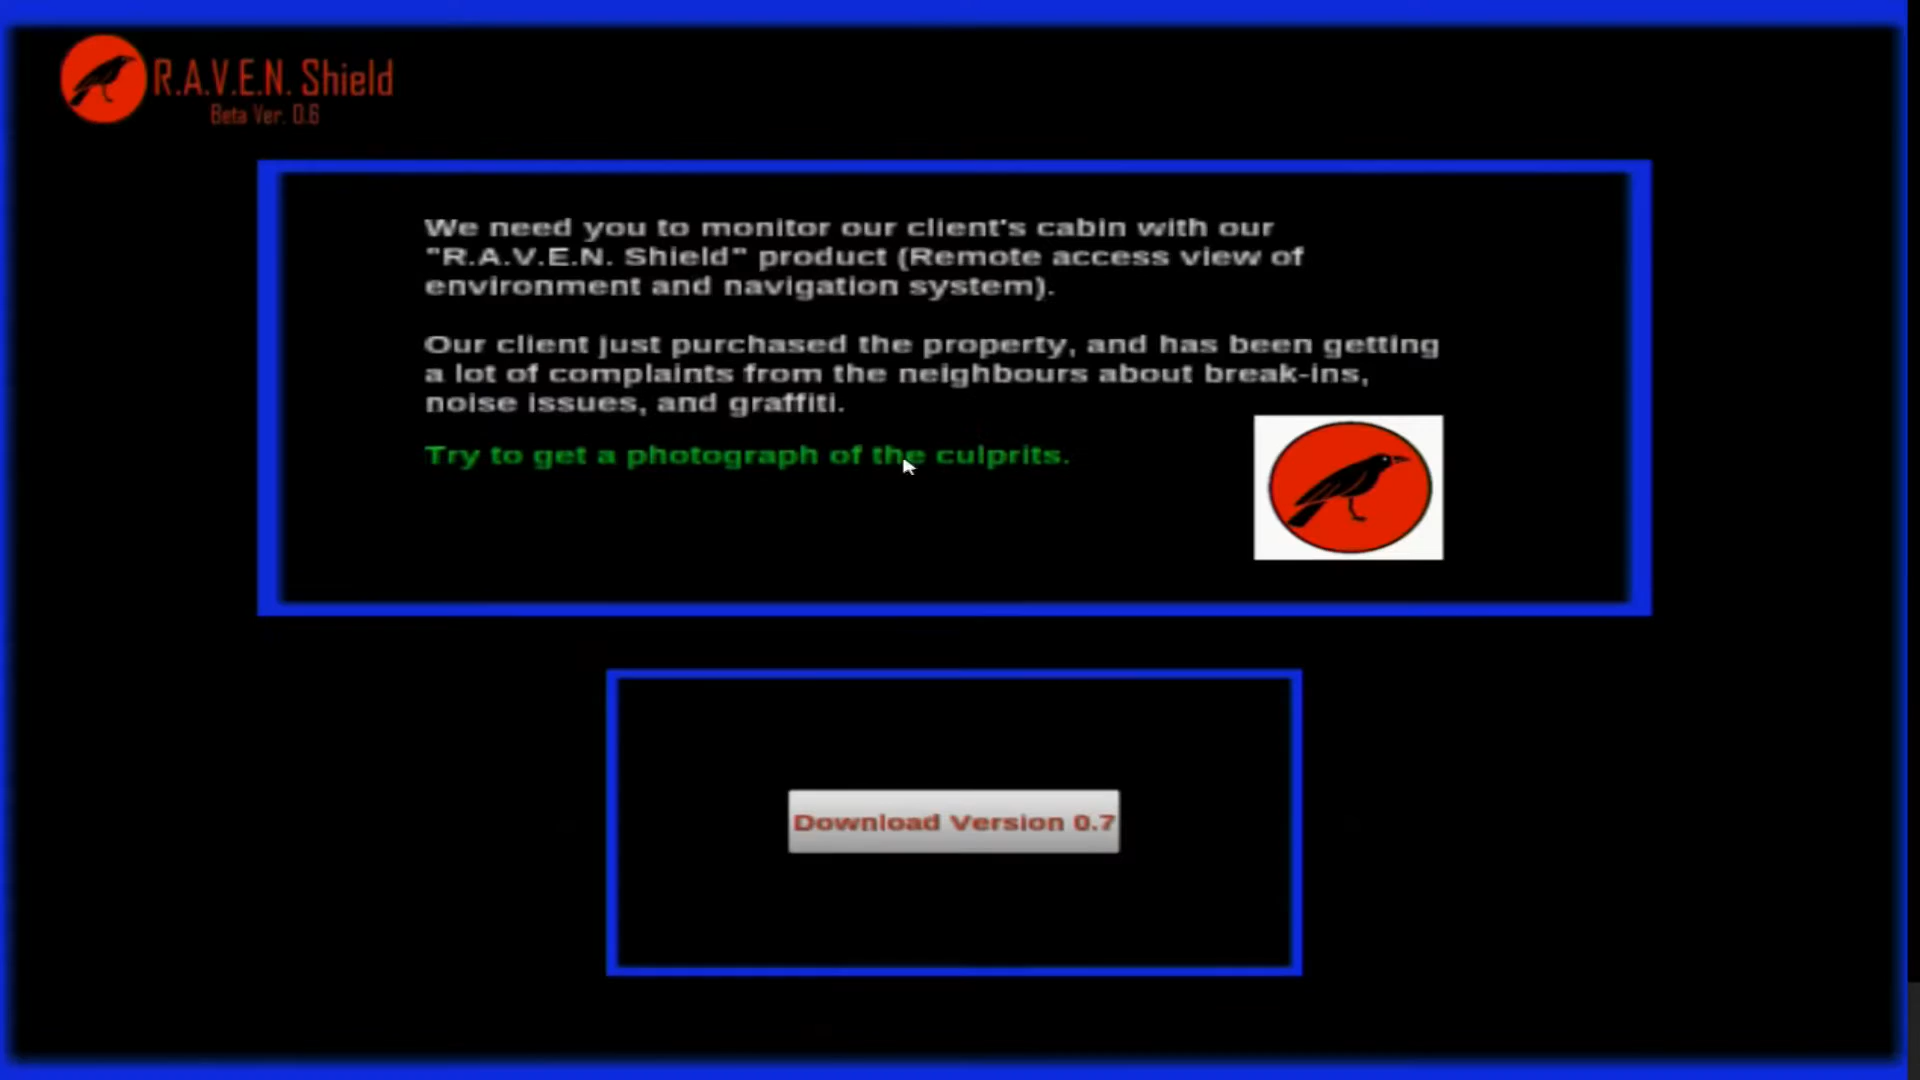 R.A.V.E.N. Shield
Beta Ver. 0.6
We need you to monitor our client's cabin with our
"R.A.V.E.N. Shield" product (Remote access view of
environment and navigation system).
Our client just purchased the property, and has been getting
a lot of complaints from the neighbours about break-ins,
noise issues, and graffiti.
Try to get a photograph of the culprits.
Download Version 0.7